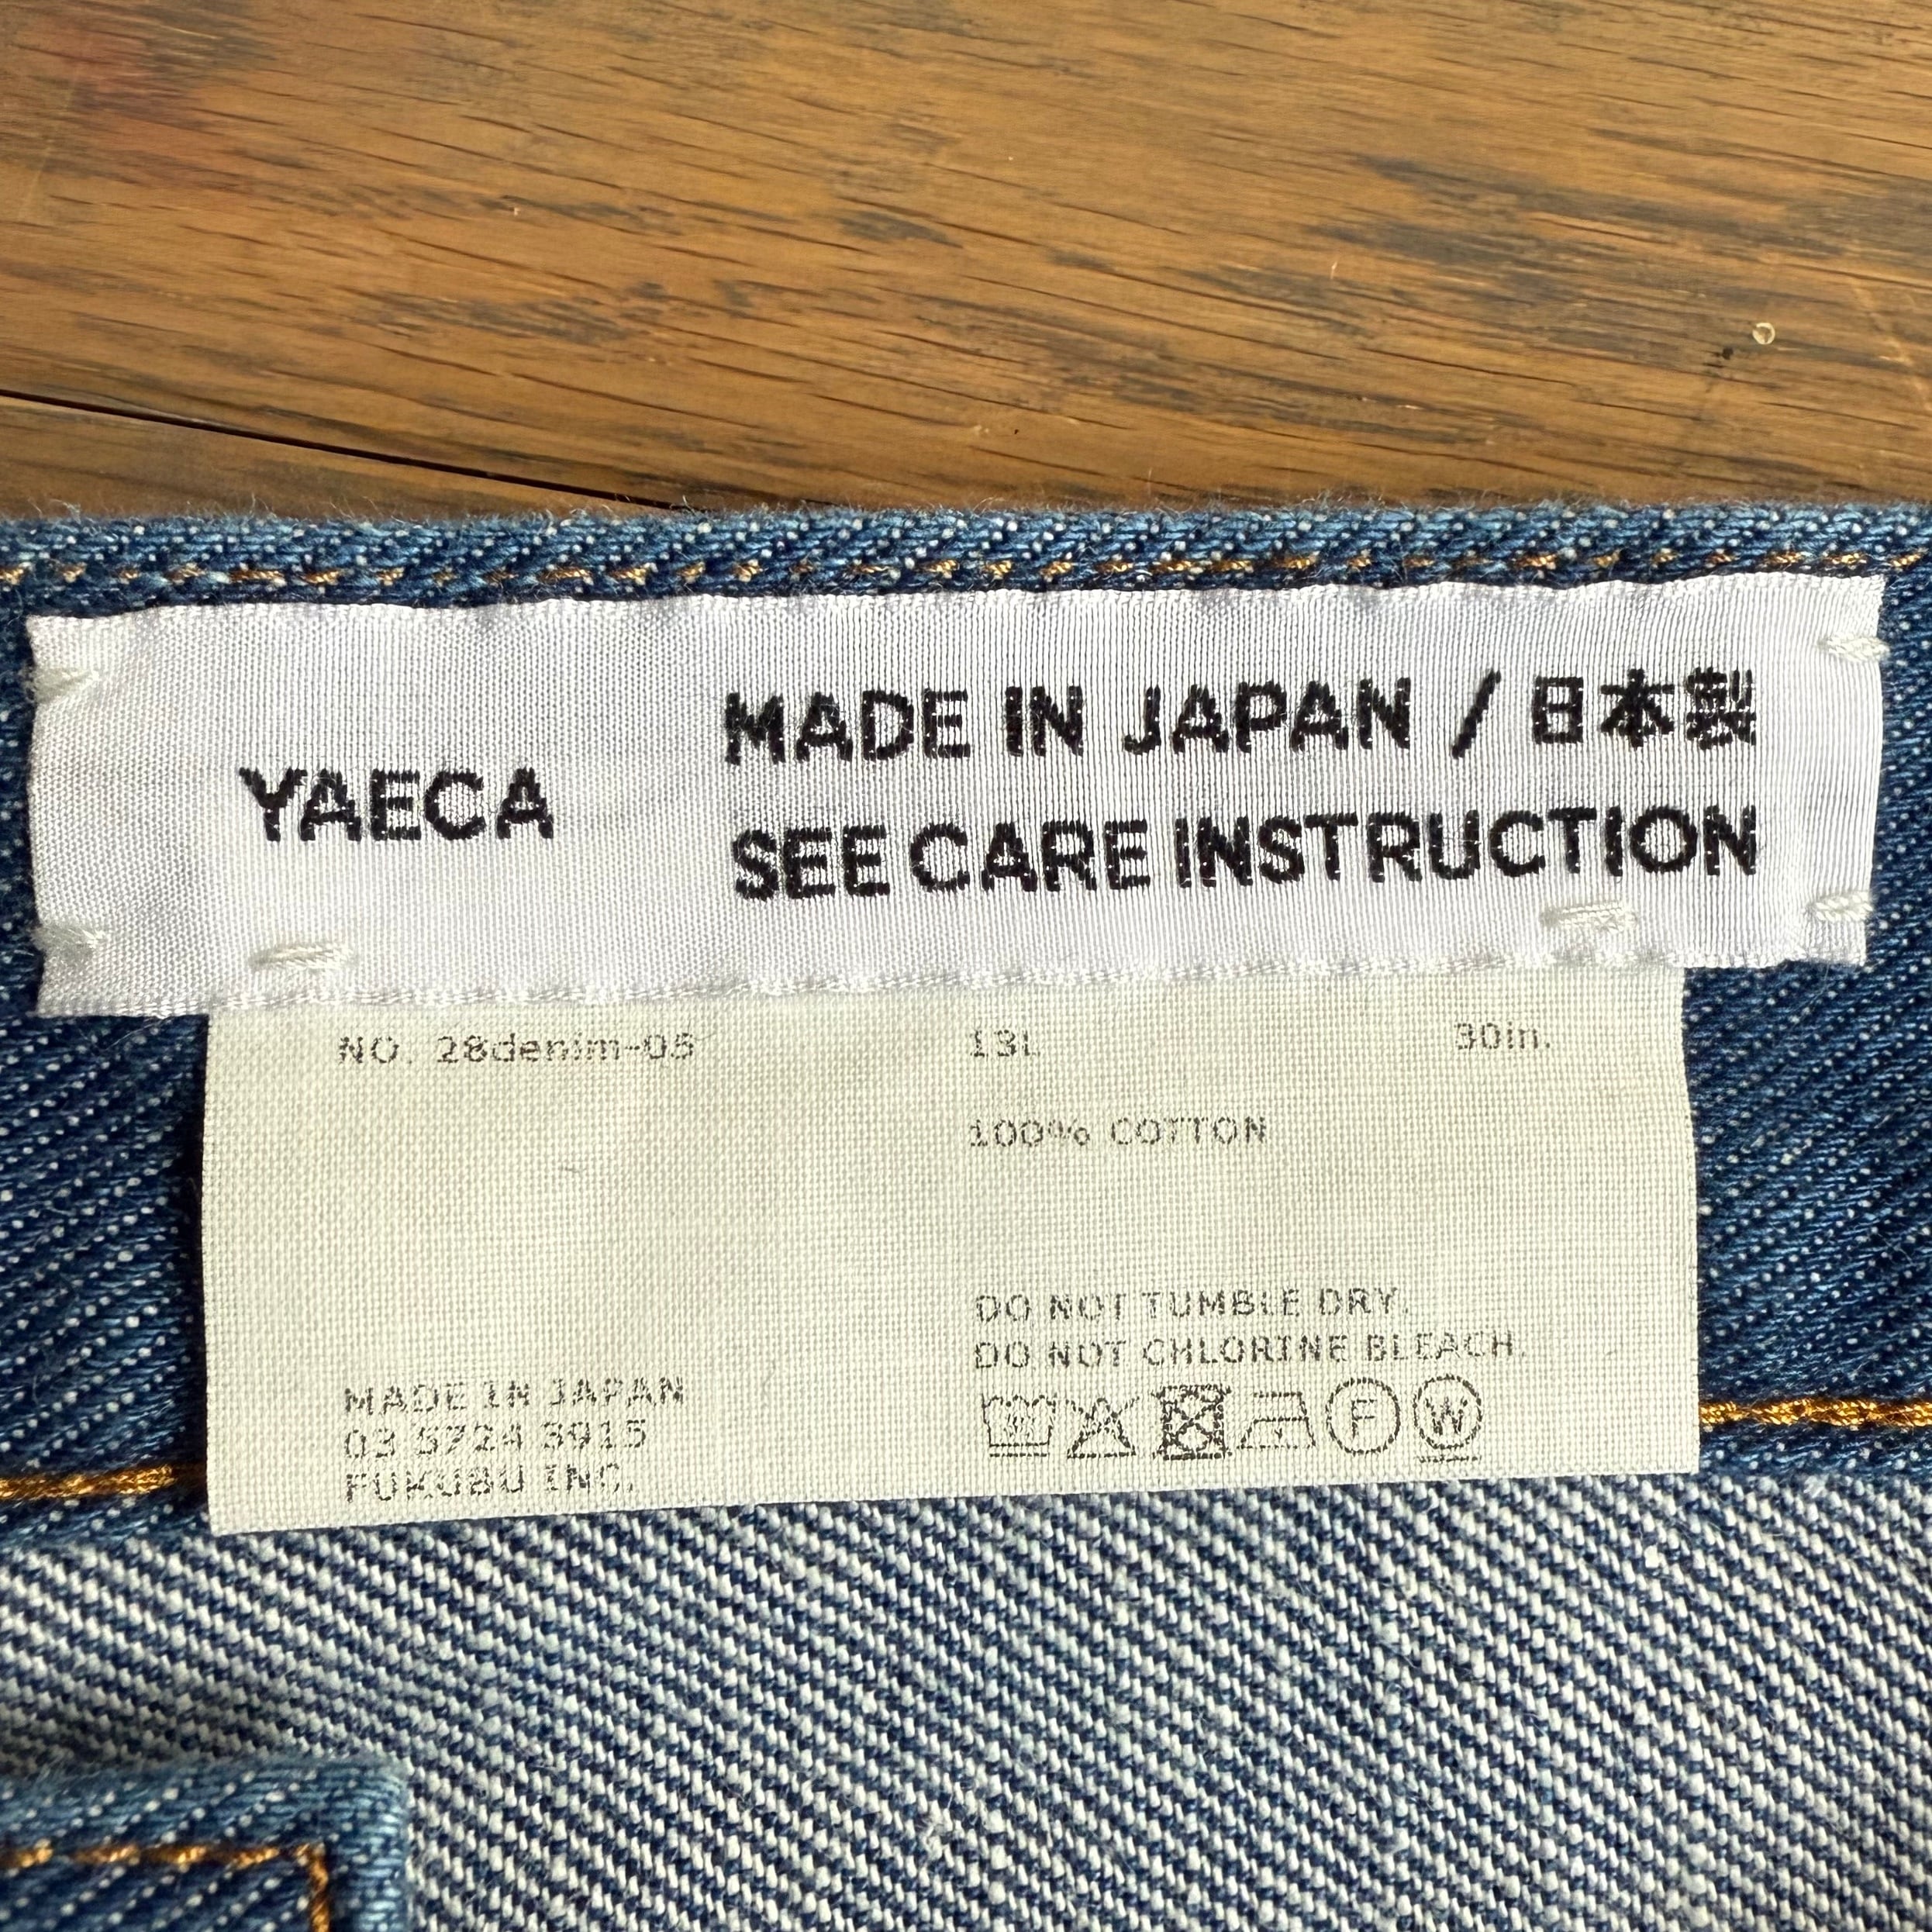 YAECA
MADE IN JAPAN / 日本製
SEE CARE INSTRUCTION
NO. 28denim-05 13L 30in.
100% COTTON
DO NOT TUMBLE DRY.
DO NOT CHLORINE BLEACH.
MADE IN JAPAN
03 5724 3915
FUKUBU INC.
30
F
W